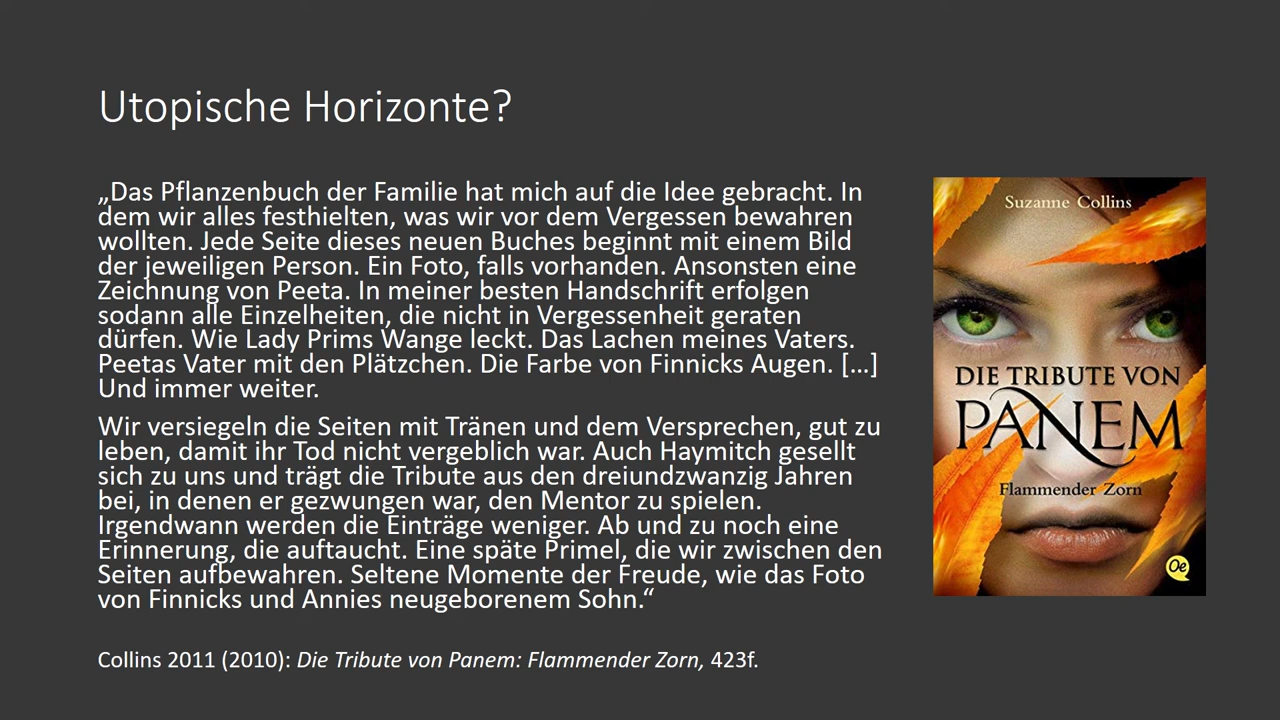 Utopische Horizonte?
„Das Pflanzenbuch der Familie hat mich auf die Idee gebracht. In
dem wir alles festhielten, was wir vor dem Vergessen bewahren
wollten. Jede Seite dieses neuen Buches beginnt mit einem Bild
der jeweiligen Person. Ein Foto, falls vorhanden. Ansonsten eine
Zeichnung von Peeta. In meiner besten Handschrift erfolgen
sodann alle Einzelheiten, die nicht in Vergessenheit geraten
dürfen. Wie Lady Prims Wange leckt. Das Lachen meines Vaters.
Peetas Vater mit den Plätzchen. Die Farbe von Finnicks Augen. […]
Und immer weiter.
Wir versiegeln die Seiten mit Tränen und dem Versprechen, gut zu
leben, damit ihr Tod nicht vergeblich war. Auch Haymitch gesellt
sich zu uns und trägt die Tribute aus den dreiundzwanzig Jahren
bei, in denen er gezwungen war, den Mentor zu spielen.
Irgendwann werden die Einträge weniger. Ab und zu noch eine
Erinnerung, die auftaucht. Eine späte Primel, die wir zwischen den
Seiten aufbewahren. Seltene Momente der Freude, wie das Foto
von Finnicks und Annies neugeborenem Sohn.“
Collins 2011 (2010): Die Tribute von Panem: Flammender Zorn, 423f.
Suzanne Collins
DIE TRIBUTE VON
PANEM
Flammender Zorn
Oe